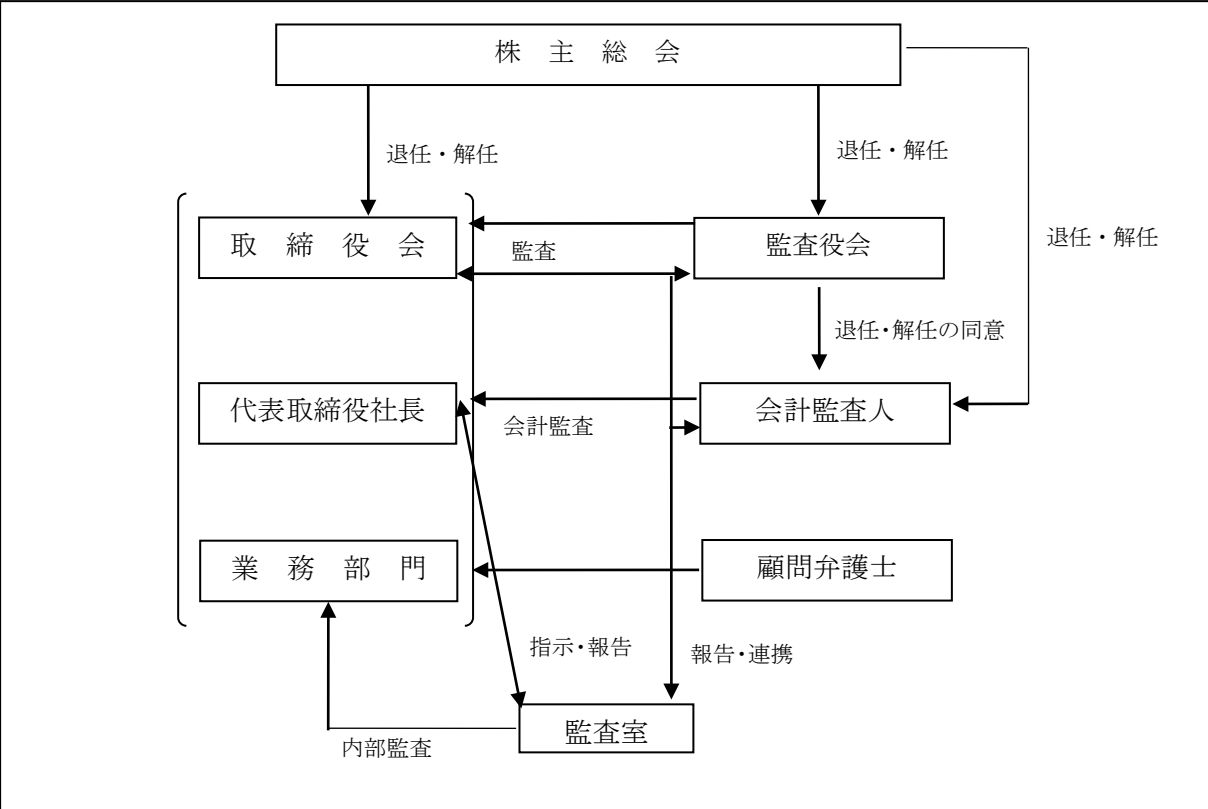 株 主 総 会
退任・解任
退任・解任
退任・解任
取 締 役 会
監査
監査役会
退任・解任の同意
代表取締役社長
会計監査
会計監査人
業 務 部 門
顧問弁護士
指示・報告
報告・連携
監査室
内部監査